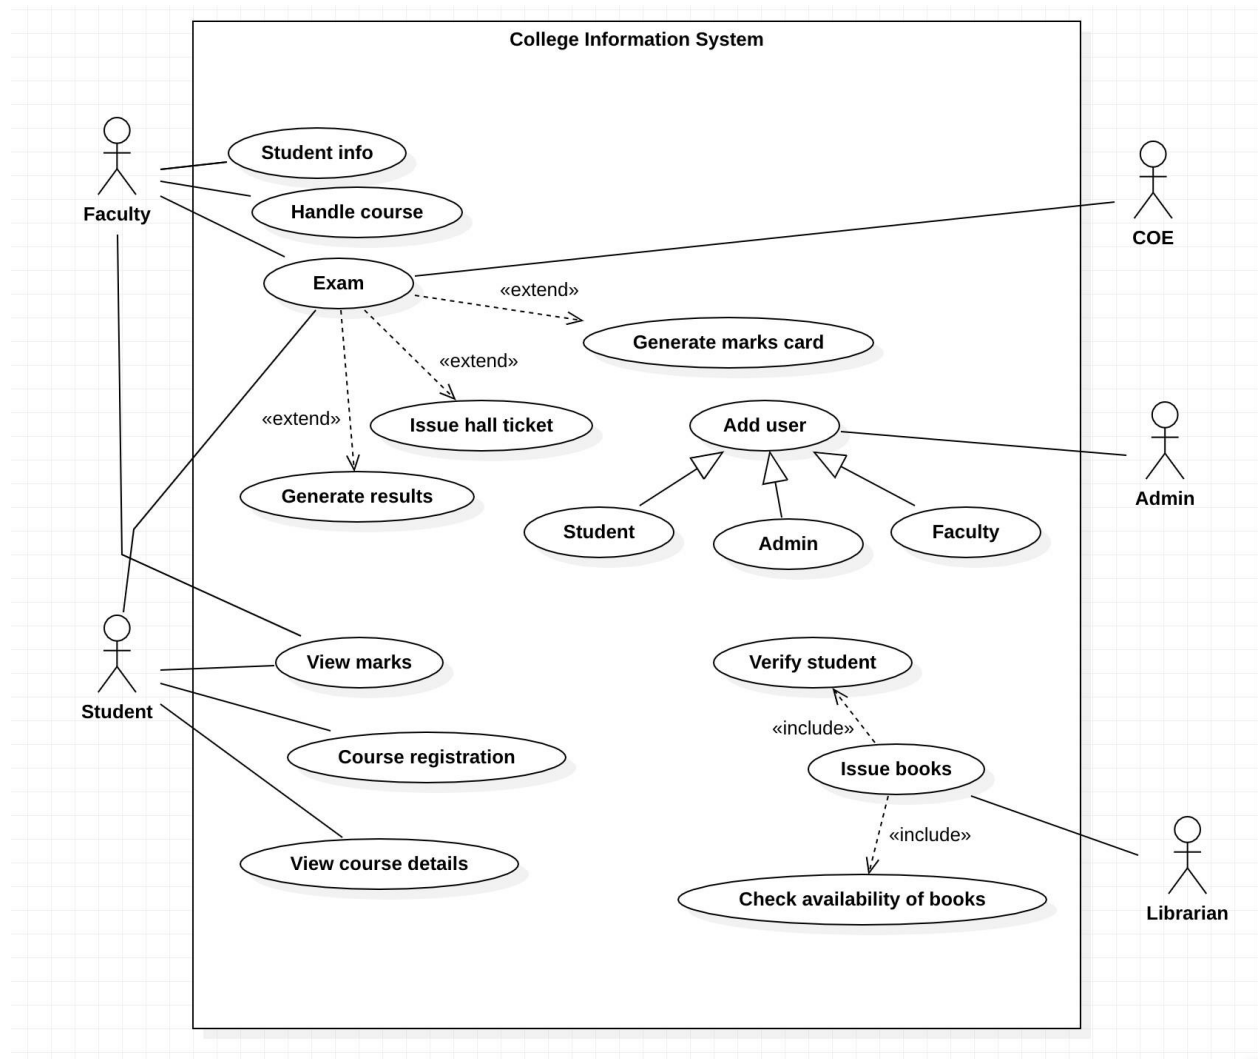 College Information System
Student info
Faculty
Handle course
COE
Exam
«extend»
Generate marks card
«extend»
«extend»
Issue hall ticket
Add user
Generate results
Admin
Student
Admin
Faculty
View marks
Verify student
Student
«include»
Course registration
Issue books
«include»
View course details
Check availability of books
Librarian